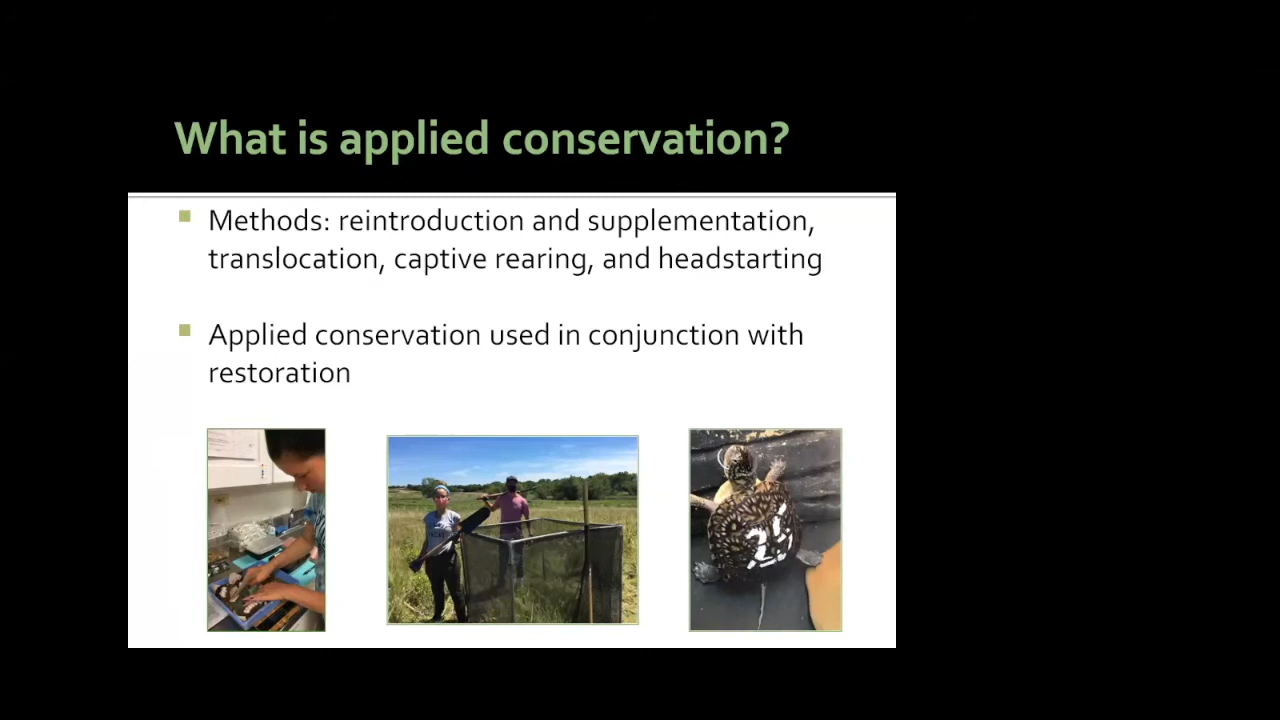 What is applied conservation?
Methods: reintroduction and supplementation,
translocation, captive rearing, and headstarting
Applied conservation used in conjunction with
restoration